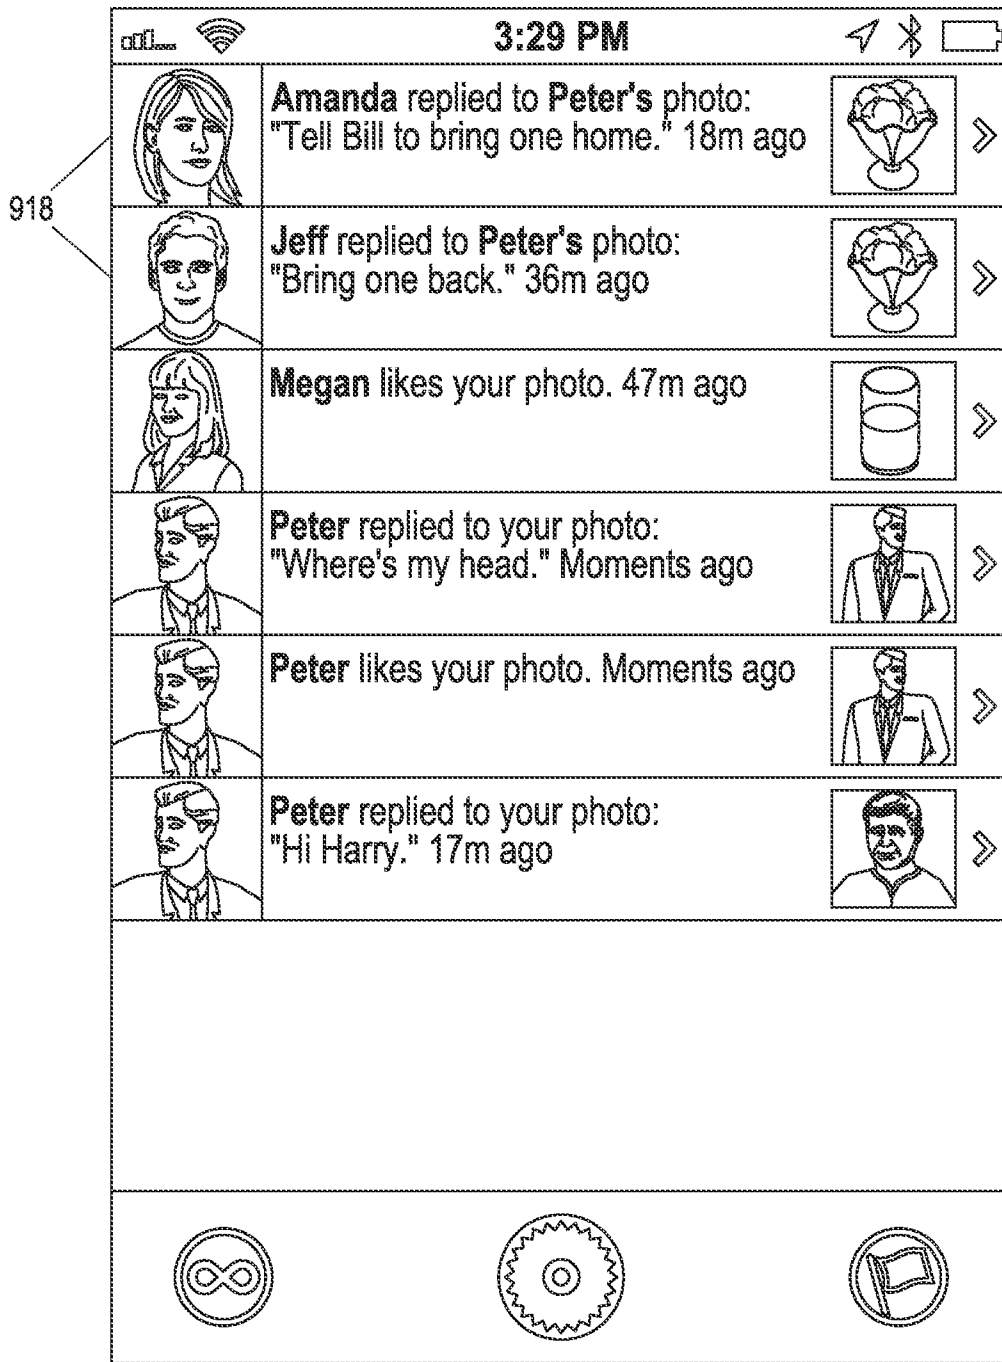 3:29 PM
Amanda replied to Peter's photo:
"Tell Bill to bring one home." 18m ago
918
Jeff replied to Peter's photo:
"Bring one back." 36m ago
Megan likes your photo. 47m ago
Peter replied to your photo:
"Where's my head." Moments ago
Peter likes your photo. Moments ago
Peter replied to your photo:
"Hi Harry." 17m ago